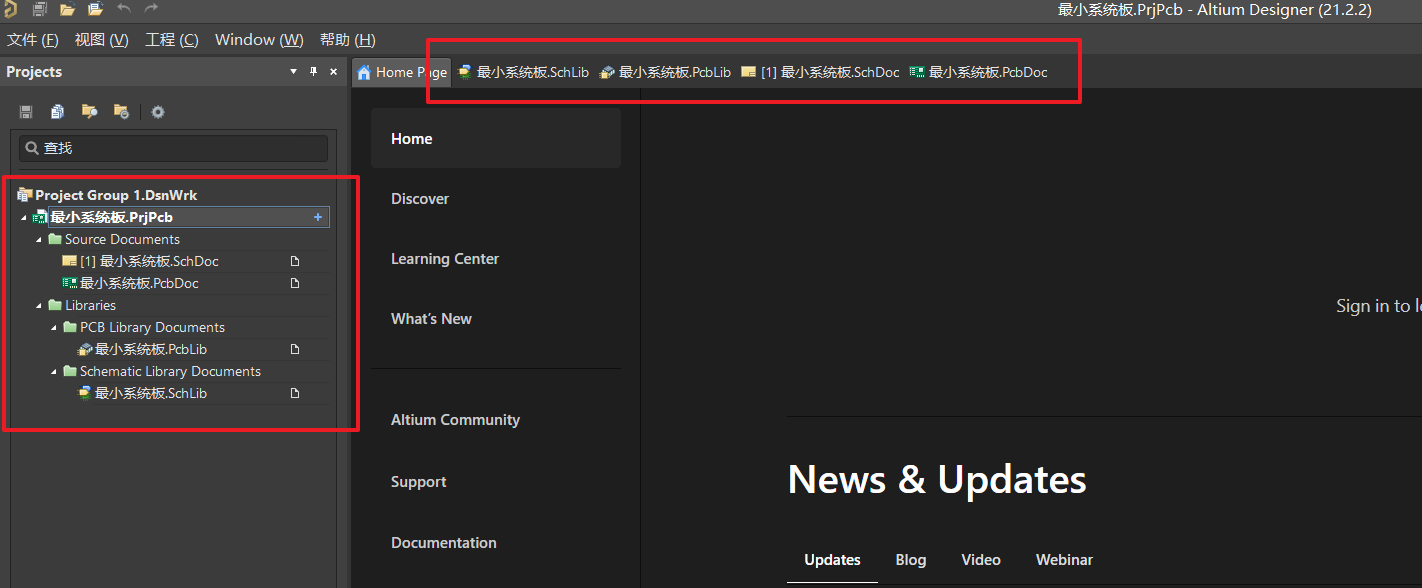 最小系统板.PrjPcb - Altium Designer (21.2.2)
文件 (F) 视图 (V) 工程 (C) Window (W) 帮助 (H)
Projects
Home Page 最小系统板.SchLib 最小系统板.PcbLib [1] 最小系统板.SchDoc 最小系统板.PcbDoc
查找
Project Group 1.DsnWrk
最小系统板.PrjPcb
Source Documents
[1] 最小系统板.SchDoc
最小系统板.PcbDoc
Libraries
PCB Library Documents
最小系统板.PcbLib
Schematic Library Documents
最小系统板.SchLib
Home
Discover
Learning Center
What's New
Altium Community
Support
Documentation
Sign in to
News & Updates
Updates Blog Video Webinar